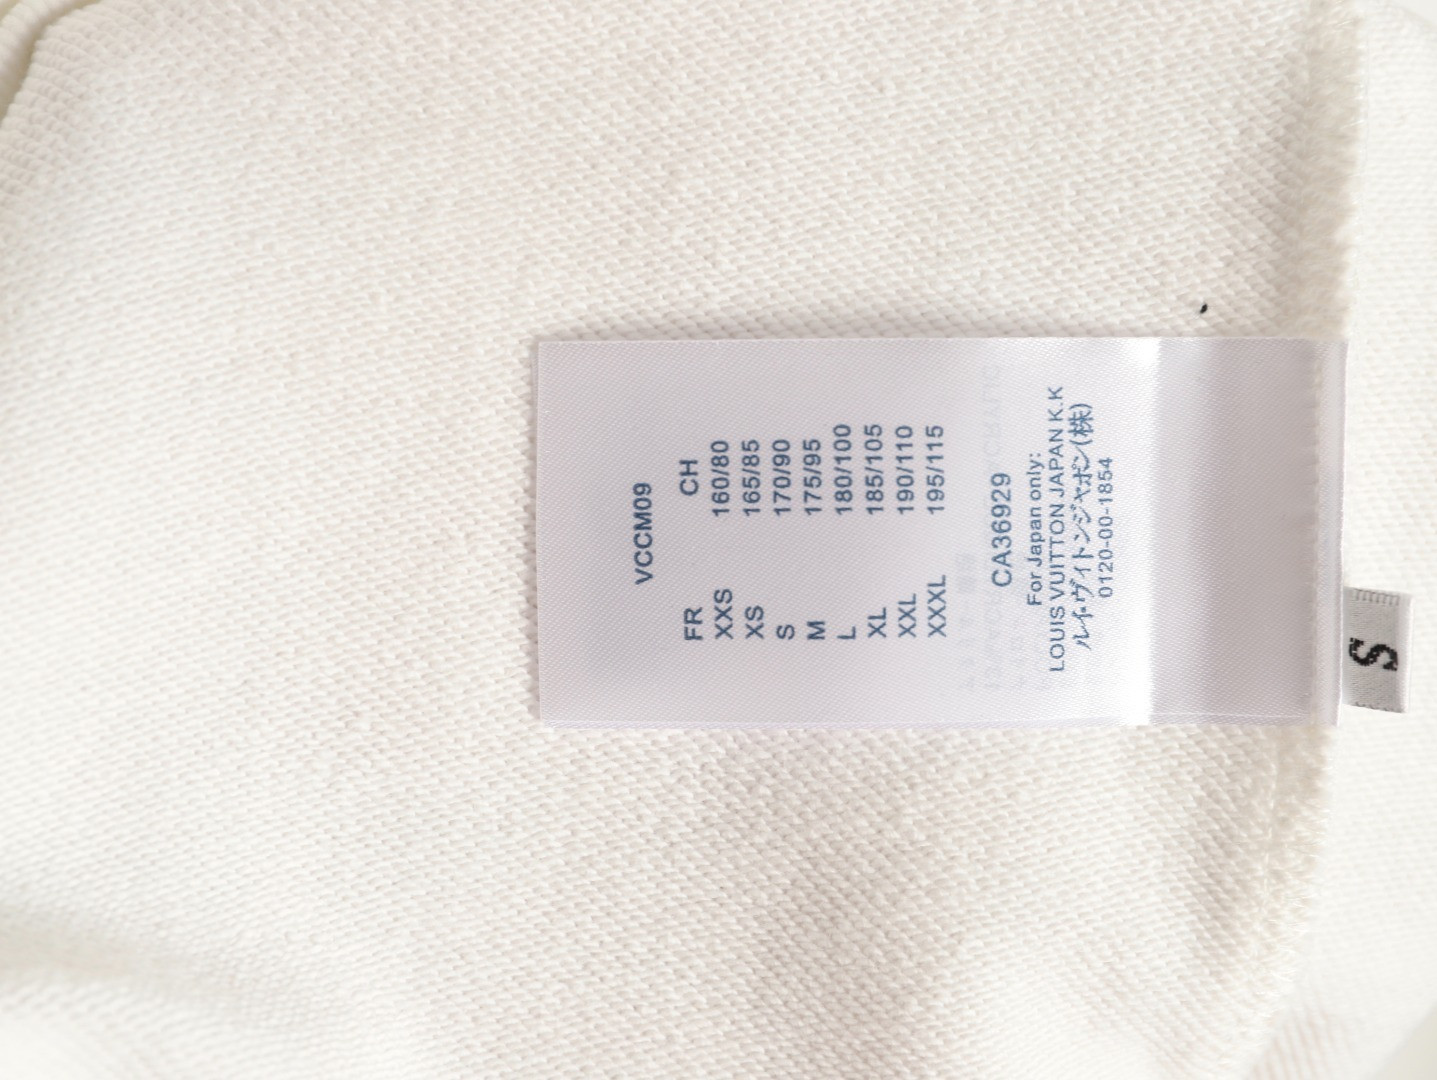 VCCM09
FR CH
XXS 160/80
XS 165/85
S 170/90
M 175/95
L 180/100
XL 185/105
XXL 190/110
XXXL 195/115
CA36929
For Japan only:
LOUIS VUITTON JAPAN K.K
ルイ・ヴィトンジャポン(株)
0120-00-1854
S